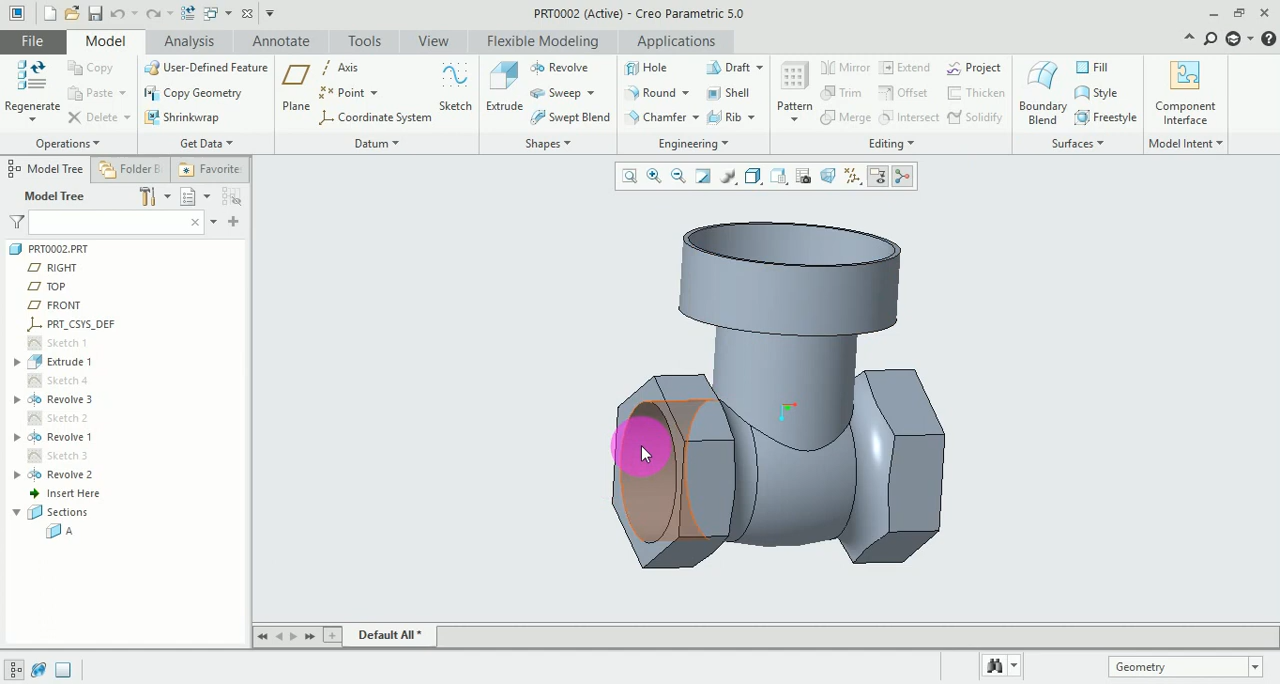 PRT0002 (Active) - Creo Parametric 5.0
File Model Analysis Annotate Tools View Flexible Modeling Applications
Regenerate
Copy
Paste
Delete
Operations
User-Defined Feature
Copy Geometry
Shrinkwrap
Get Data
Plane
Axis
Point
Coordinate System
Sketch
Datum
Extrude
Revolve
Sweep
Swept Blend
Shapes
Hole
Round
Chamfer
Draft
Shell
Rib
Engineering
Pattern
Mirror
Trim
Merge
Extend
Offset
Intersect
Project
Thicken
Solidify
Editing
Boundary
Blend
Fill
Style
Freestyle
Surfaces
Component
Interface
Model Intent
Model Tree Folder B Favorite
Model Tree
PRT0002.PRT
RIGHT
TOP
FRONT
PRT_CSYS_DEF
Sketch 1
Extrude 1
Sketch 4
Revolve 3
Sketch 2
Revolve 1
Sketch 3
Revolve 2
Insert Here
Sections
A
Default All *
Geometry